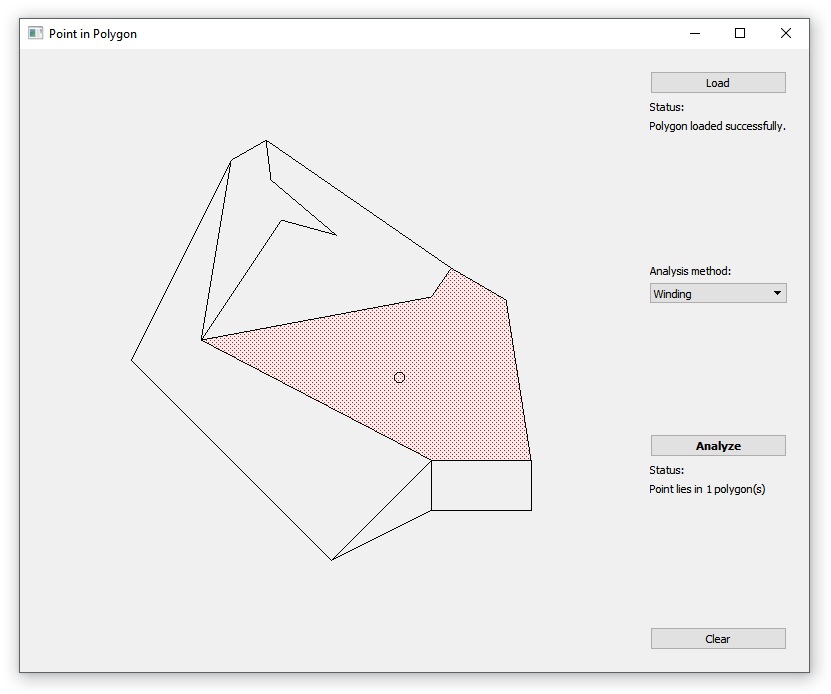 Point in Polygon
Load
Status:
Polygon loaded successfully.
Analysis method:
Winding
Analyze
Status:
Point lies in 1 polygon(s)
Clear